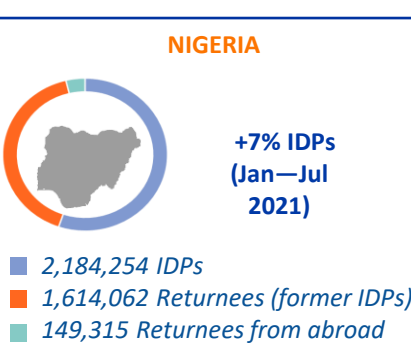 NIGERIA
+7% IDPs
(Jan—Jul
2021)
2,184,254 IDPs
1,614,062 Returnees (former IDPs)
149,315 Returnees from abroad